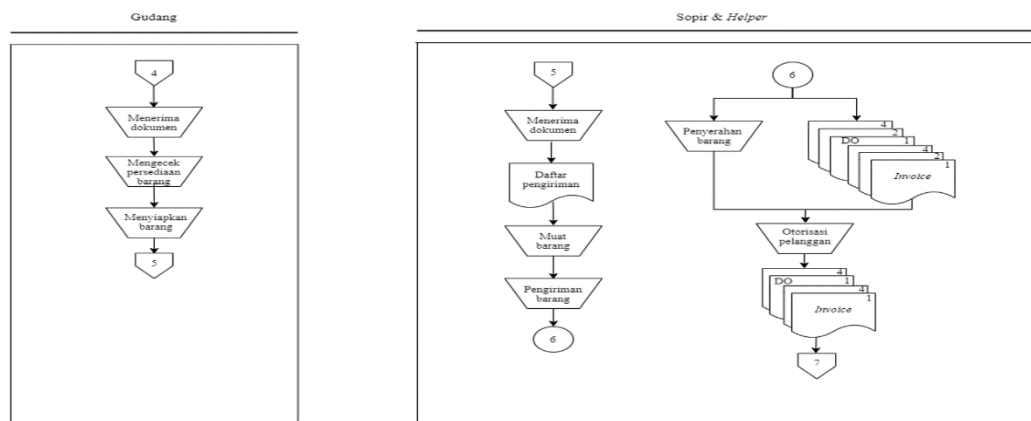 Gudang
4
Menerima
dokumen
Mengecek
persediaan
barang
Menyiapkan
barang
5
Sopir & Helper
5
Menerima
dokumen
Daftar
pengiriman
Muat
barang
Pengiriman
barang
6
6
Penyerahan
barang
4
2
DO 1
4
2
1
Invoice
Otorisasi
pelanggan
4
DO 1
4
1
Invoice
7